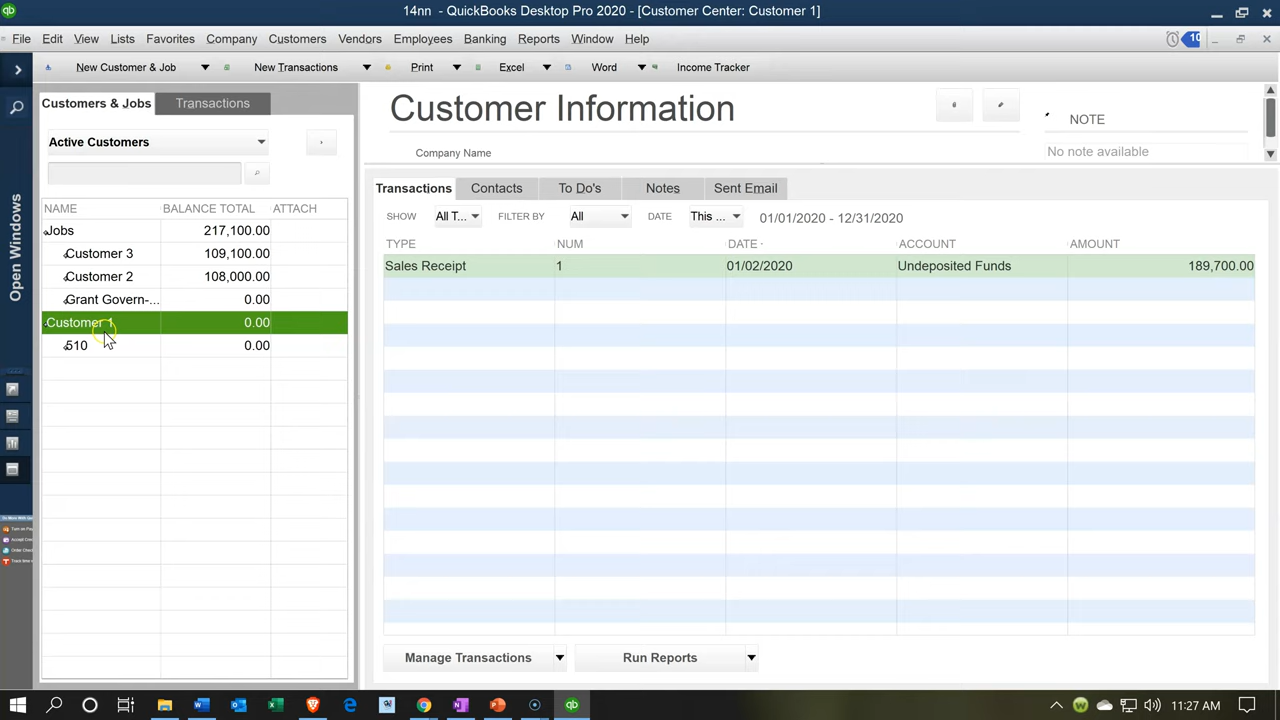 14nn - QuickBooks Desktop Pro 2020 - [Customer Center: Customer 1]
File Edit View Lists Favorites Company Customers Vendors Employees Banking Reports Window Help
10
New Customer & Job New Transactions Print Excel Word Income Tracker
Customers & Jobs Transactions
Active Customers
NAME BALANCE TOTAL ATTACH
Jobs 217,100.00
Customer 3 109,100.00
Customer 2 108,000.00
Grant Govern-... 0.00
Customer 1 0.00
510 0.00
Open Windows
Customer Information
NOTE
Company Name
No note available
Transactions Contacts To Do's Notes Sent Email
SHOW All T... FILTER BY All DATE This ... 01/01/2020 - 12/31/2020
TYPE NUM DATE ACCOUNT AMOUNT
Sales Receipt 1 01/02/2020 Undeposited Funds 189,700.00
Manage Transactions Run Reports
11:27 AM